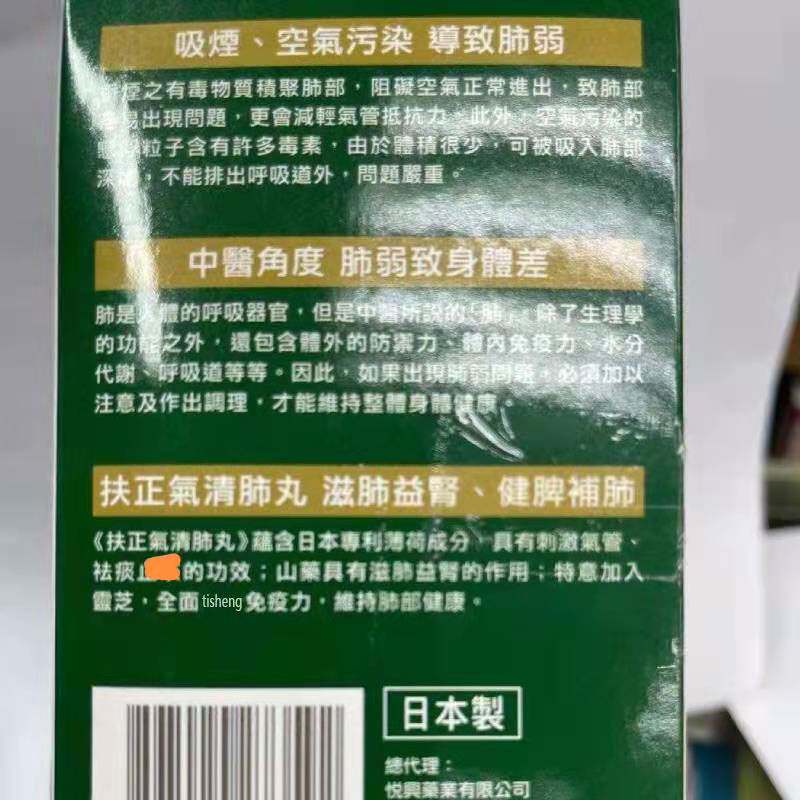 吸煙、空氣污染 導致肺弱
煙之有毒物質積聚肺部，阻礙空氣正常進出，致肺部
易出現問題，更會減輕氣管抵抗力。此外，空氣污染的
粒子含有許多毒素，由於體積很少，可被吸入肺部
深，不能排出呼吸道外，問題嚴重。
中醫角度 肺弱致身體差
肺是人體的呼吸器官，但是中醫所說的「肺」，除了生理學
的功能之外，還包含體外的防禦力、體內免疫力、水分
代謝、呼吸道等等。因此，如果出現肺弱問題，必須加以
注意及作出調理，才能維持整體身體健康。
扶正氣清肺丸 滋肺益腎、健脾補肺
《扶正氣清肺丸》蘊含日本專利薄荷成分，具有刺激氣管、
祛痰的功效；山藥具有滋肺益腎的作用；特意加入
靈芝，全面tisheng免疫力，維持肺部健康。
日本製
總代理：
悅興藥業有限公司